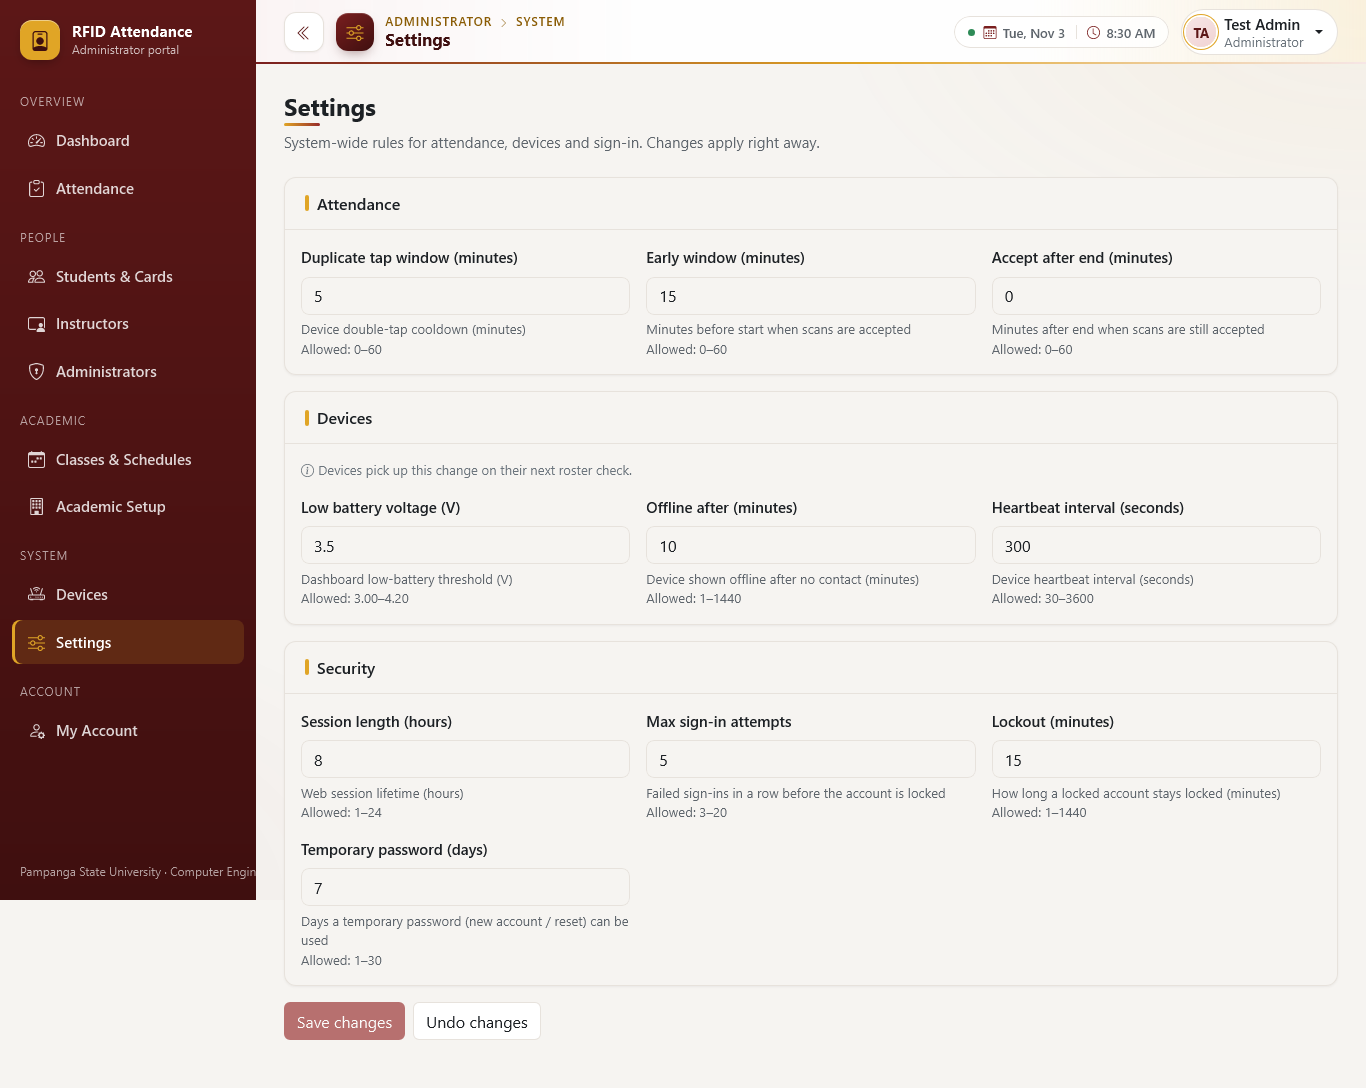 RFID Attendance
Administrator portal
OVERVIEW
Dashboard
Attendance
PEOPLE
Students & Cards
Instructors
Administrators
ACADEMIC
Classes & Schedules
Academic Setup
SYSTEM
Devices
Settings
ACCOUNT
My Account
Pampanga State University · Computer Engin
ADMINISTRATOR > SYSTEM
Settings
Tue, Nov 3
8:30 AM
TA
Test Admin
Administrator
Settings
System-wide rules for attendance, devices and sign-in. Changes apply right away.
Attendance
Duplicate tap window (minutes)
5
Device double-tap cooldown (minutes)
Allowed: 0–60
Early window (minutes)
15
Minutes before start when scans are accepted
Allowed: 0–60
Accept after end (minutes)
0
Minutes after end when scans are still accepted
Allowed: 0–60
Devices
Devices pick up this change on their next roster check.
Low battery voltage (V)
3.5
Dashboard low-battery threshold (V)
Allowed: 3.00–4.20
Offline after (minutes)
10
Device shown offline after no contact (minutes)
Allowed: 1–1440
Heartbeat interval (seconds)
300
Device heartbeat interval (seconds)
Allowed: 30–3600
Security
Session length (hours)
8
Web session lifetime (hours)
Allowed: 1–24
Max sign-in attempts
5
Failed sign-ins in a row before the account is locked
Allowed: 3–20
Lockout (minutes)
15
How long a locked account stays locked (minutes)
Allowed: 1–1440
Temporary password (days)
7
Days a temporary password (new account / reset) can be
used
Allowed: 1–30
Save changes
Undo changes